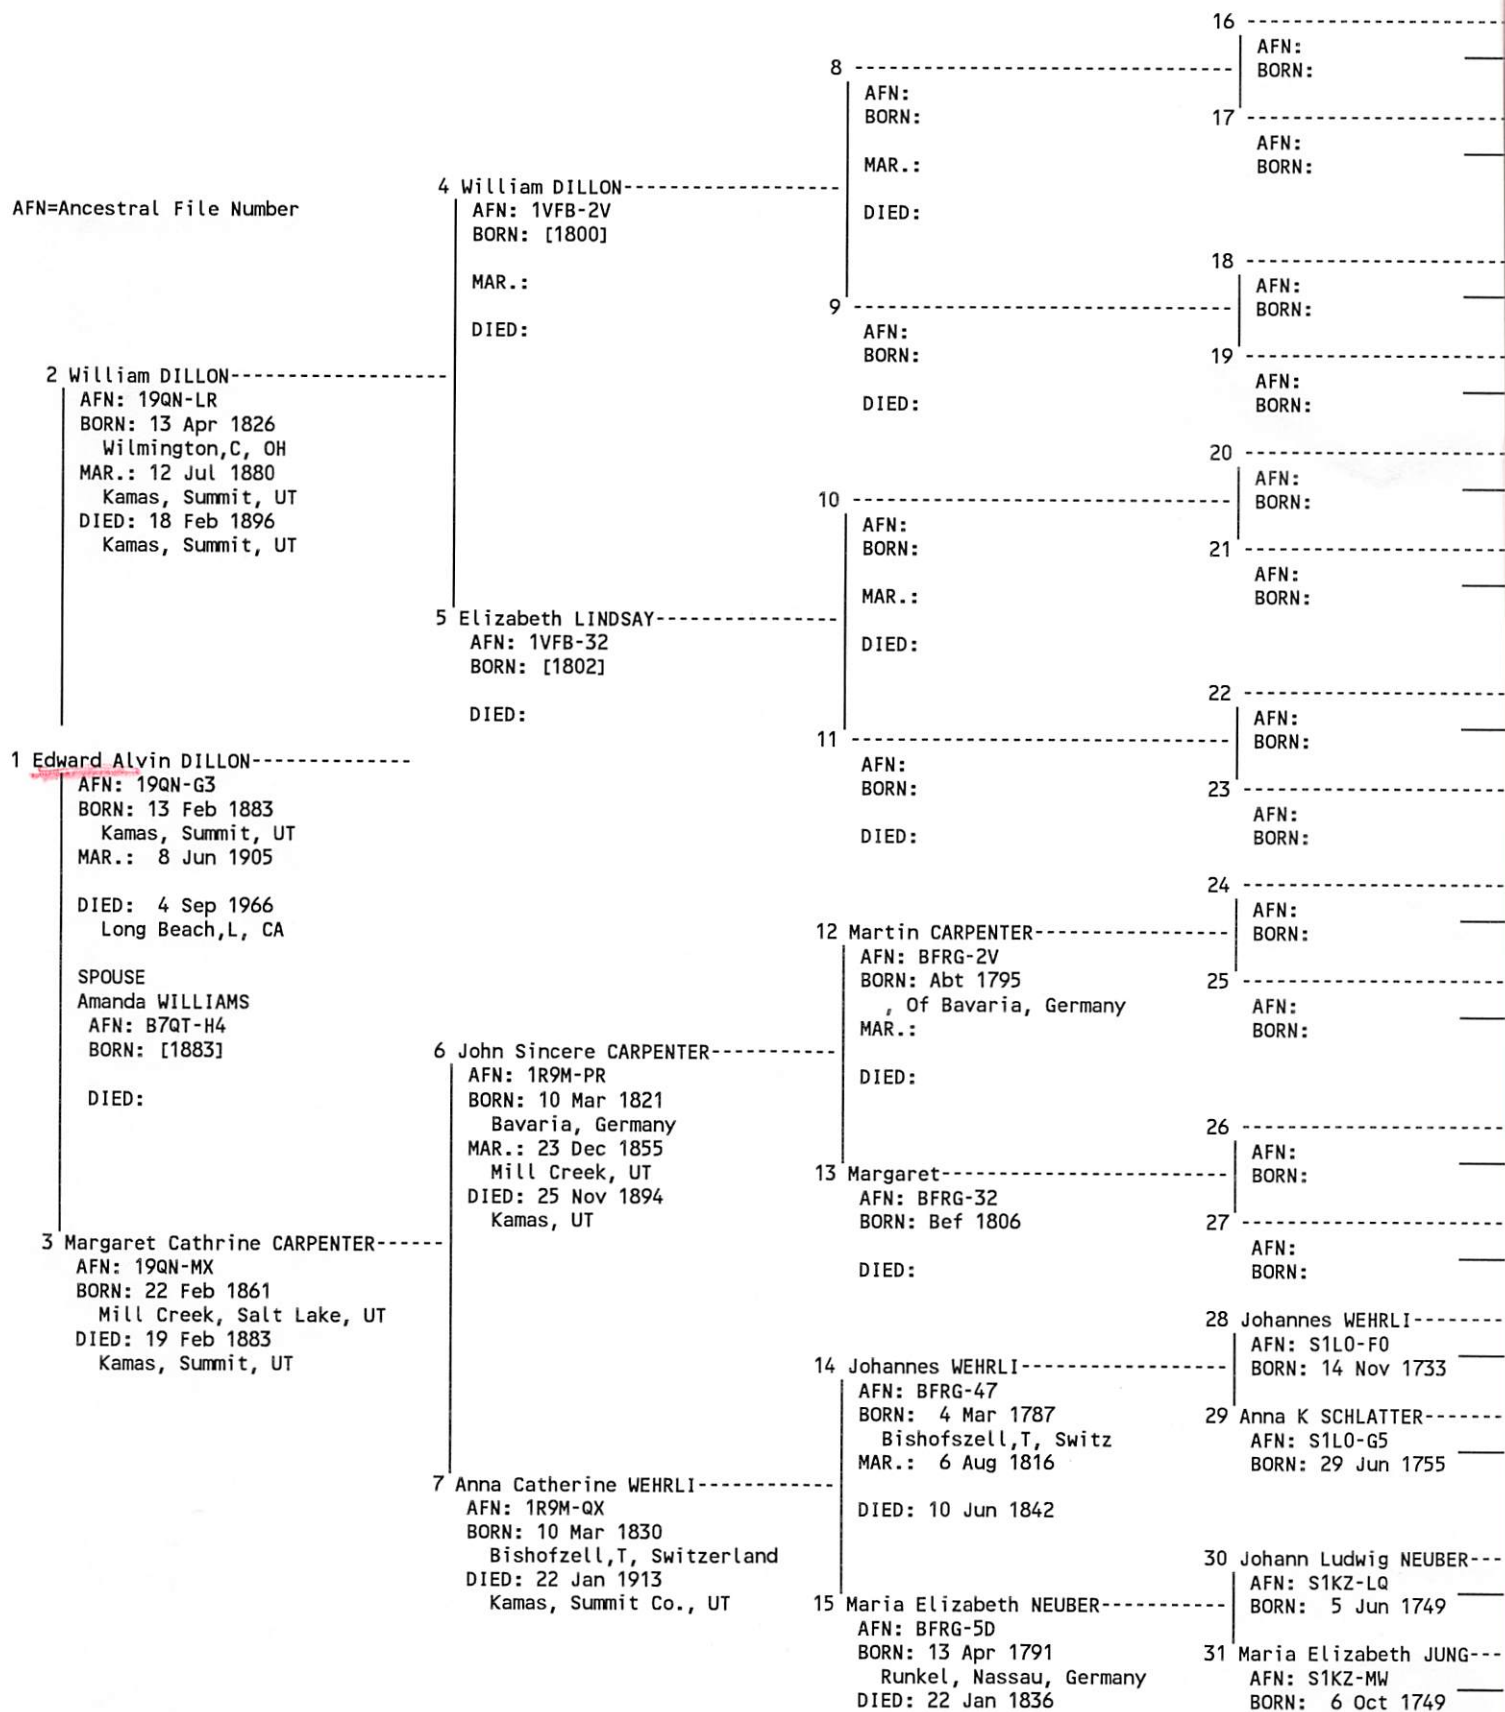 AFN=Ancestral File Number
1 Edward Alvin DILLON-------------
AFN: 19QN-G3
BORN: 13 Feb 1883
Kamas, Summit, UT
MAR.: 8 Jun 1905
DIED: 4 Sep 1966
Long Beach,L, CA
SPOUSE
Amanda WILLIAMS
AFN: B7QT-H4
BORN: [1883]
DIED:
2 William DILLON------------------
AFN: 19QN-LR
BORN: 13 Apr 1826
Wilmington,C, OH
MAR.: 12 Jul 1880
Kamas, Summit, UT
DIED: 18 Feb 1896
Kamas, Summit, UT
3 Margaret Cathrine CARPENTER------
AFN: 19QN-MX
BORN: 22 Feb 1861
Mill Creek, Salt Lake, UT
DIED: 19 Feb 1883
Kamas, Summit, UT
4 William DILLON------------------
AFN: 1VFB-2V
BORN: [1800]
MAR.:
DIED:
5 Elizabeth LINDSAY---------------
AFN: 1VFB-32
BORN: [1802]
DIED:
6 John Sincere CARPENTER----------
AFN: 1R9M-PR
BORN: 10 Mar 1821
Bavaria, Germany
MAR.: 23 Dec 1855
Mill Creek, UT
DIED: 25 Nov 1894
Kamas, UT
7 Anna Catherine WEHRLI-----------
AFN: 1R9M-QX
BORN: 10 Mar 1830
Bishofzell,T, Switzerland
DIED: 22 Jan 1913
Kamas, Summit Co., UT
8 --------------------------------
AFN:
BORN:
MAR.:
DIED:
9 --------------------------------
AFN:
BORN:
DIED:
10 --------------------------------
AFN:
BORN:
MAR.:
DIED:
11 --------------------------------
AFN:
BORN:
DIED:
12 Martin CARPENTER----------------
AFN: BFRG-2V
BORN: Abt 1795
, Of Bavaria, Germany
MAR.:
DIED:
13 Margaret------------------------
AFN: BFRG-32
BORN: Bef 1806
DIED:
14 Johannes WEHRLI-----------------
AFN: BFRG-47
BORN: 4 Mar 1787
Bishofszell,T, Switz
MAR.: 6 Aug 1816
DIED: 10 Jun 1842
15 Maria Elizabeth NEUBER----------
AFN: BFRG-5D
BORN: 13 Apr 1791
Runkel, Nassau, Germany
DIED: 22 Jan 1836
16 ----------------------
AFN:
BORN:
17 ----------------------
AFN:
BORN:
18 ----------------------
AFN:
BORN:
19 ----------------------
AFN:
BORN:
20 ----------------------
AFN:
BORN:
21 ----------------------
AFN:
BORN:
22 ----------------------
AFN:
BORN:
23 ----------------------
AFN:
BORN:
24 ----------------------
AFN:
BORN:
25 ----------------------
AFN:
BORN:
26 ----------------------
AFN:
BORN:
27 ----------------------
AFN:
BORN:
28 Johannes WEHRLI--------
AFN: S1LO-F0
BORN: 14 Nov 1733
29 Anna K SCHLATTER-------
AFN: S1LO-G5
BORN: 29 Jun 1755
30 Johann Ludwig NEUBER---
AFN: S1KZ-LQ
BORN: 5 Jun 1749
31 Maria Elizabeth JUNG---
AFN: S1KZ-MW
BORN: 6 Oct 1749